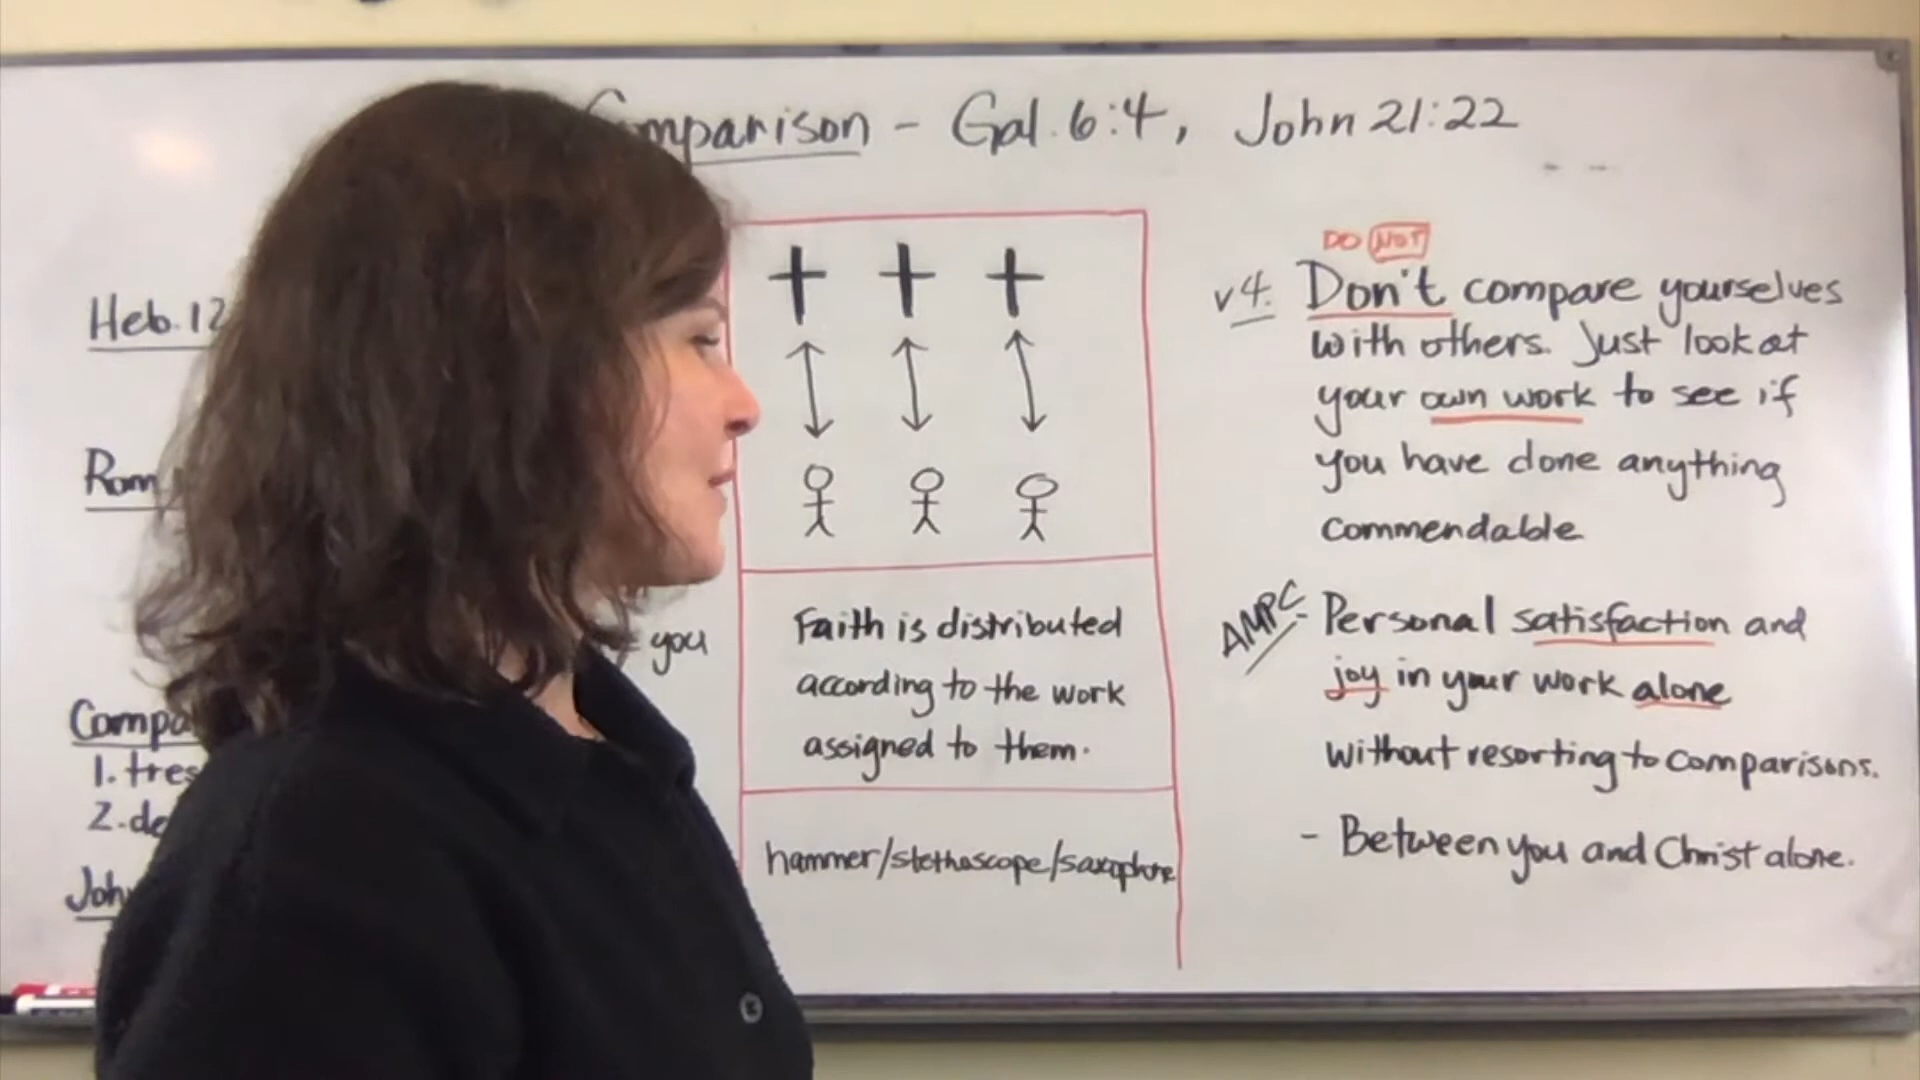 Comparison - Gal. 6:4, John 21:22
Heb. 12
Rom
= you
Compa
1. tres
2. de
Joh
Faith is distributed
according to the work
assigned to them.
hammer/stethoscope/saxophone
DO NOT
v4. Don't compare yourselves
with others. Just look at
your own work to see if
you have done anything
commendable
AMPC - Personal satisfaction and
joy in your work alone
without resorting to comparisons.
- Between you and Christ alone.